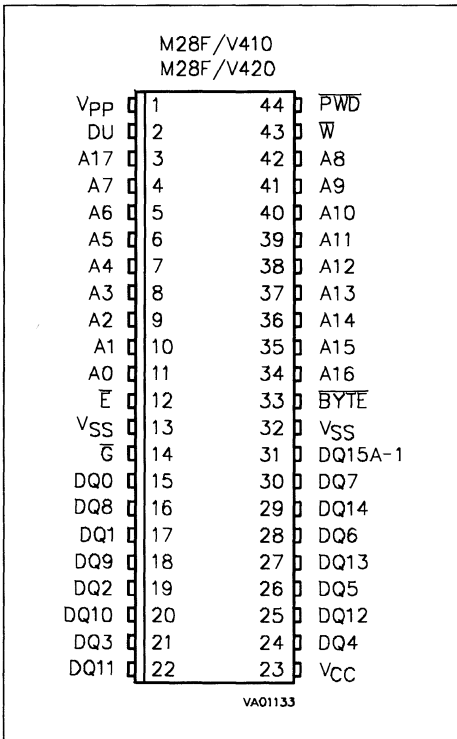 M28F/V410
M28F/V420
VPP 1 44 P̅W̅D̅
DU 2 43 W̅
A17 3 42 A8
A7 4 41 A9
A6 5 40 A10
A5 6 39 A11
A4 7 38 A12
A3 8 37 A13
A2 9 36 A14
A1 10 35 A15
A0 11 34 A16
E̅ 12 33 B̅Y̅T̅E̅
VSS 13 32 VSS
G̅ 14 31 DQ15A-1
DQ0 15 30 DQ7
DQ8 16 29 DQ14
DQ1 17 28 DQ6
DQ9 18 27 DQ13
DQ2 19 26 DQ5
DQ10 20 25 DQ12
DQ3 21 24 DQ4
DQ11 22 23 VCC
VA01133